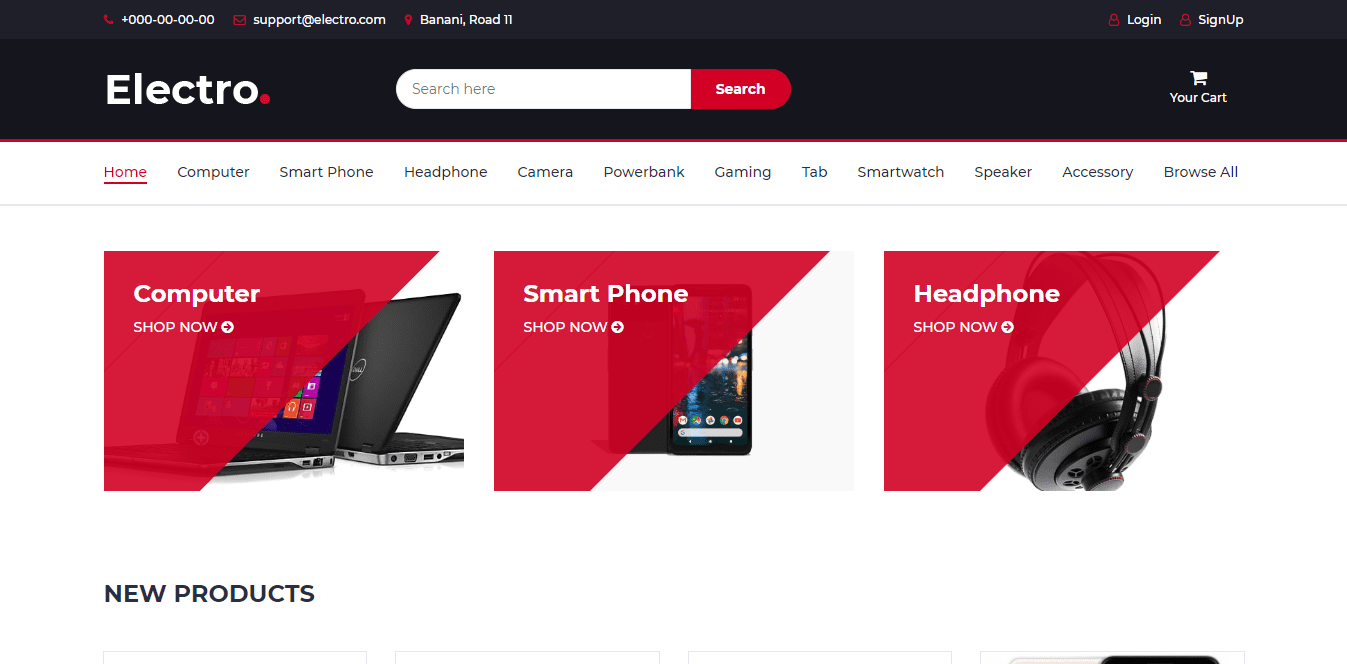 +000-00-00-00 support@electro.com Banani, Road 11 Login SignUp
Electro.
Search here Search
Your Cart
Home Computer Smart Phone Headphone Camera Powerbank Gaming Tab Smartwatch Speaker Accessory Browse All
Computer
SHOP NOW
Smart Phone
SHOP NOW
Headphone
SHOP NOW
DELL
NEW PRODUCTS